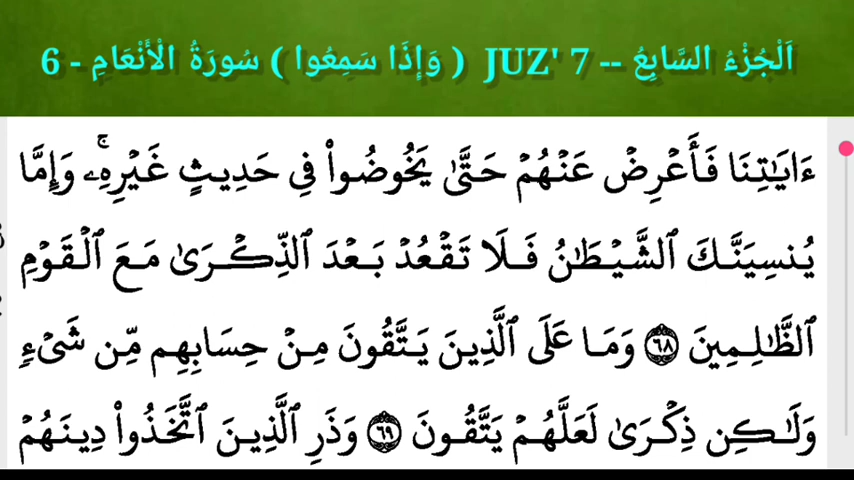 اَلْجُزْءُ السَّابِعُ -- JUZ' 7 ( وَإِذَا سَمِعُوا ) سُورَةُ الْأَنْعَامِ - 6
ءَايَـٰتِنَا فَأَعْرِضْ عَنْهُمْ حَتَّىٰ يَخُوضُوا۟ فِى حَدِيثٍ غَيْرِهِۦ ۚ وَإِمَّا
يُنسِيَنَّكَ ٱلشَّيْطَـٰنُ فَلَا تَقْعُدْ بَعْدَ ٱلذِّكْرَىٰ مَعَ ٱلْقَوْمِ
ٱلظَّـٰلِمِينَ ٦٨ وَمَا عَلَى ٱلَّذِينَ يَتَّقُونَ مِنْ حِسَابِهِم مِّن شَىْءٍ
وَلَـٰكِن ذِكْرَىٰ لَعَلَّهُمْ يَتَّقُونَ ٦٩ وَذَرِ ٱلَّذِينَ ٱتَّخَذُوا۟ دِينَهُمْ